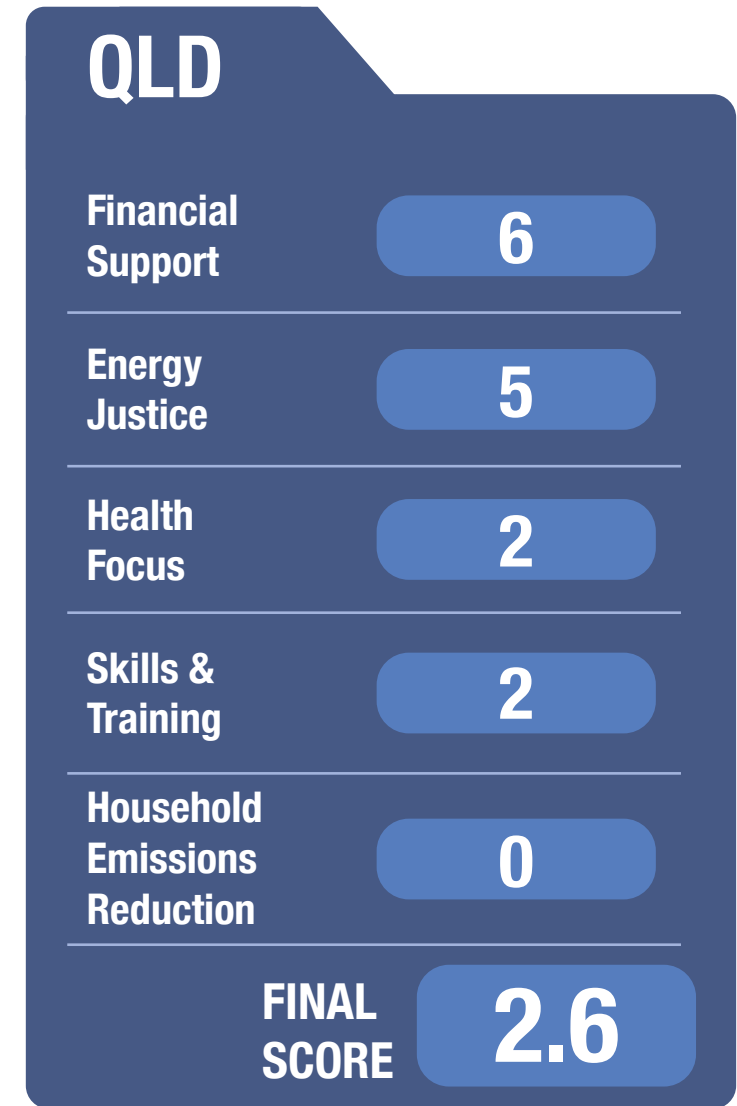 QLD
Financial
Support
6
Energy
Justice
5
Health
Focus
2
Skills &
Training
2
Household
Emissions
Reduction
0
FINAL
SCORE
2.6